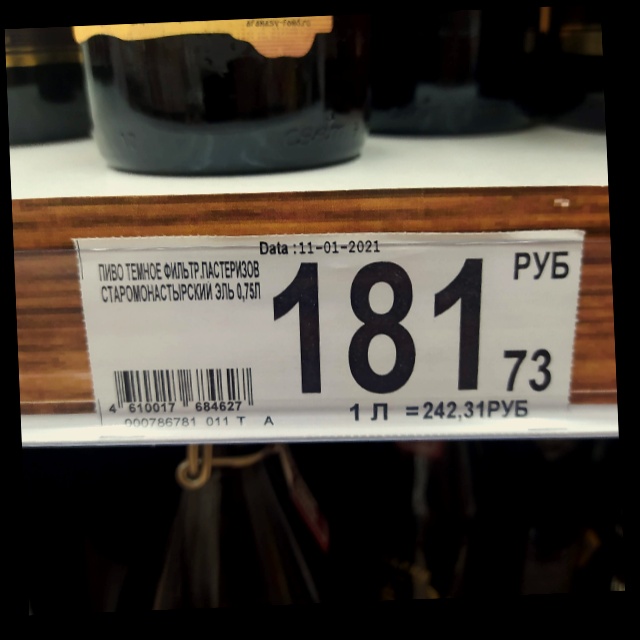 Data :11-01-2021
ПИВО ТЕМНОЕ ФИЛЬТР.ПАСТЕРИЗОВ
СТАРОМОНАСТЫРСКИЙ ЭЛЬ 0,75Л
181 73 РУБ
4 610017 684627
1 Л =242,31РУБ
000786781 011 Т А